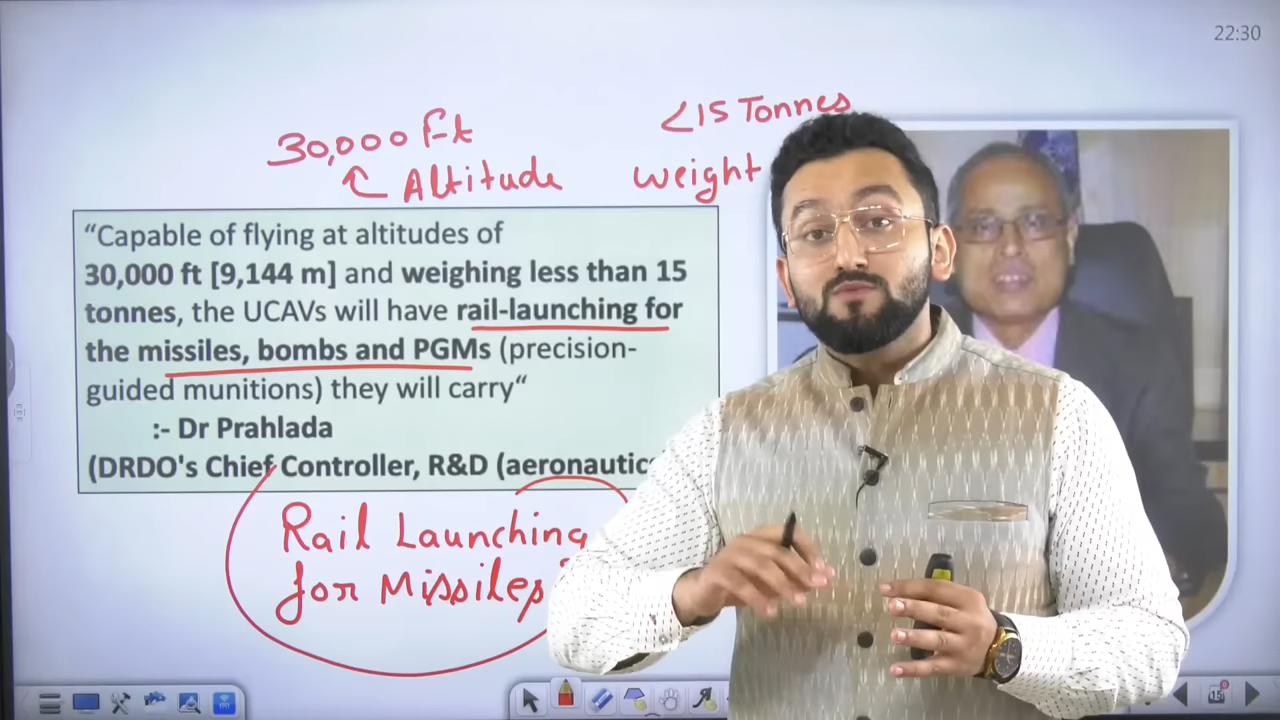 22:30
<15 Tonnes
30,000 ft
Altitude
weight
“Capable of flying at altitudes of
30,000 ft [9,144 m] and weighing less than 15
tonnes, the UCAVs will have rail-launching for
the missiles, bombs and PGMs (precision-
guided munitions) they will carry“
:- Dr Prahlada
(DRDO's Chief Controller, R&D (aeronautic
Rail Launching
for Missiles
15